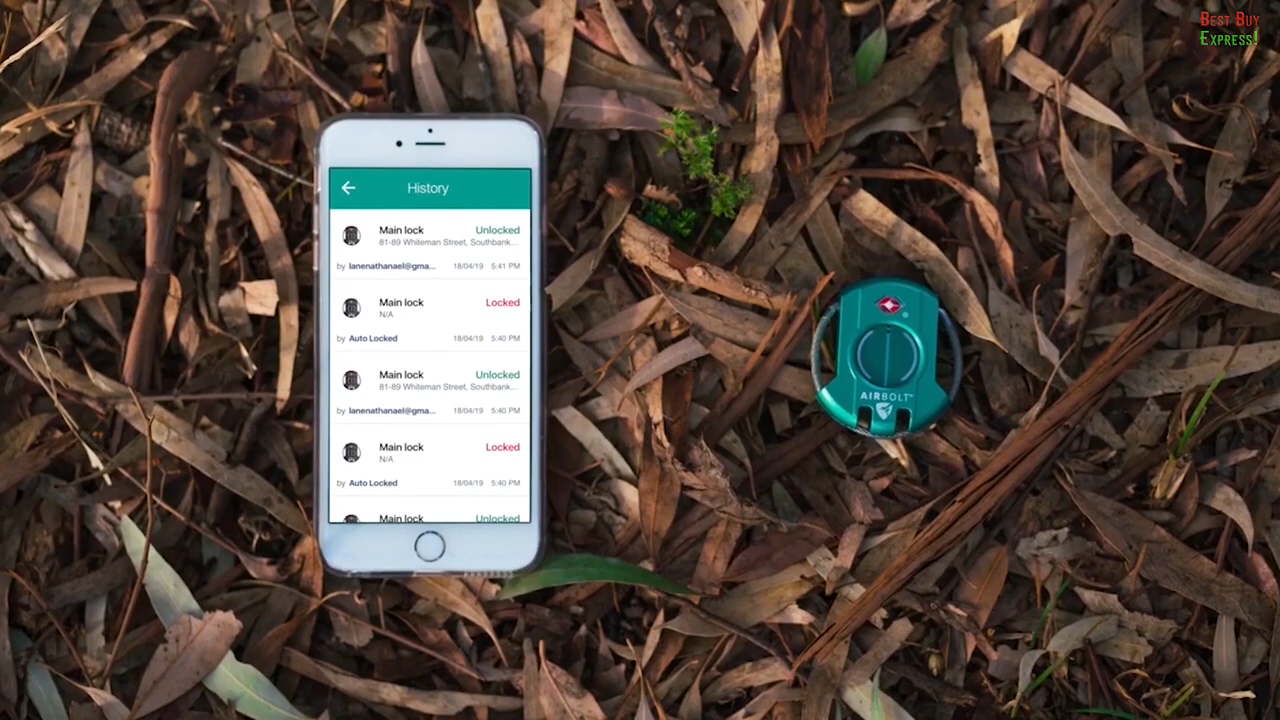 BEST BUY
EXPRESS!
History
Main lock Unlocked
81-89 Whiteman Street, Southbank...
by lanenathanael@gma... 18/04/19 5:41 PM
Main lock Locked
N/A
by Auto Locked 18/04/19 5:40 PM
Main lock Unlocked
81-89 Whiteman Street, Southbank...
by lanenathanael@gma... 18/04/19 5:40 PM
Main lock Locked
N/A
by Auto Locked 18/04/19 5:40 PM
Main lock Unlocked
AIRBOLT™